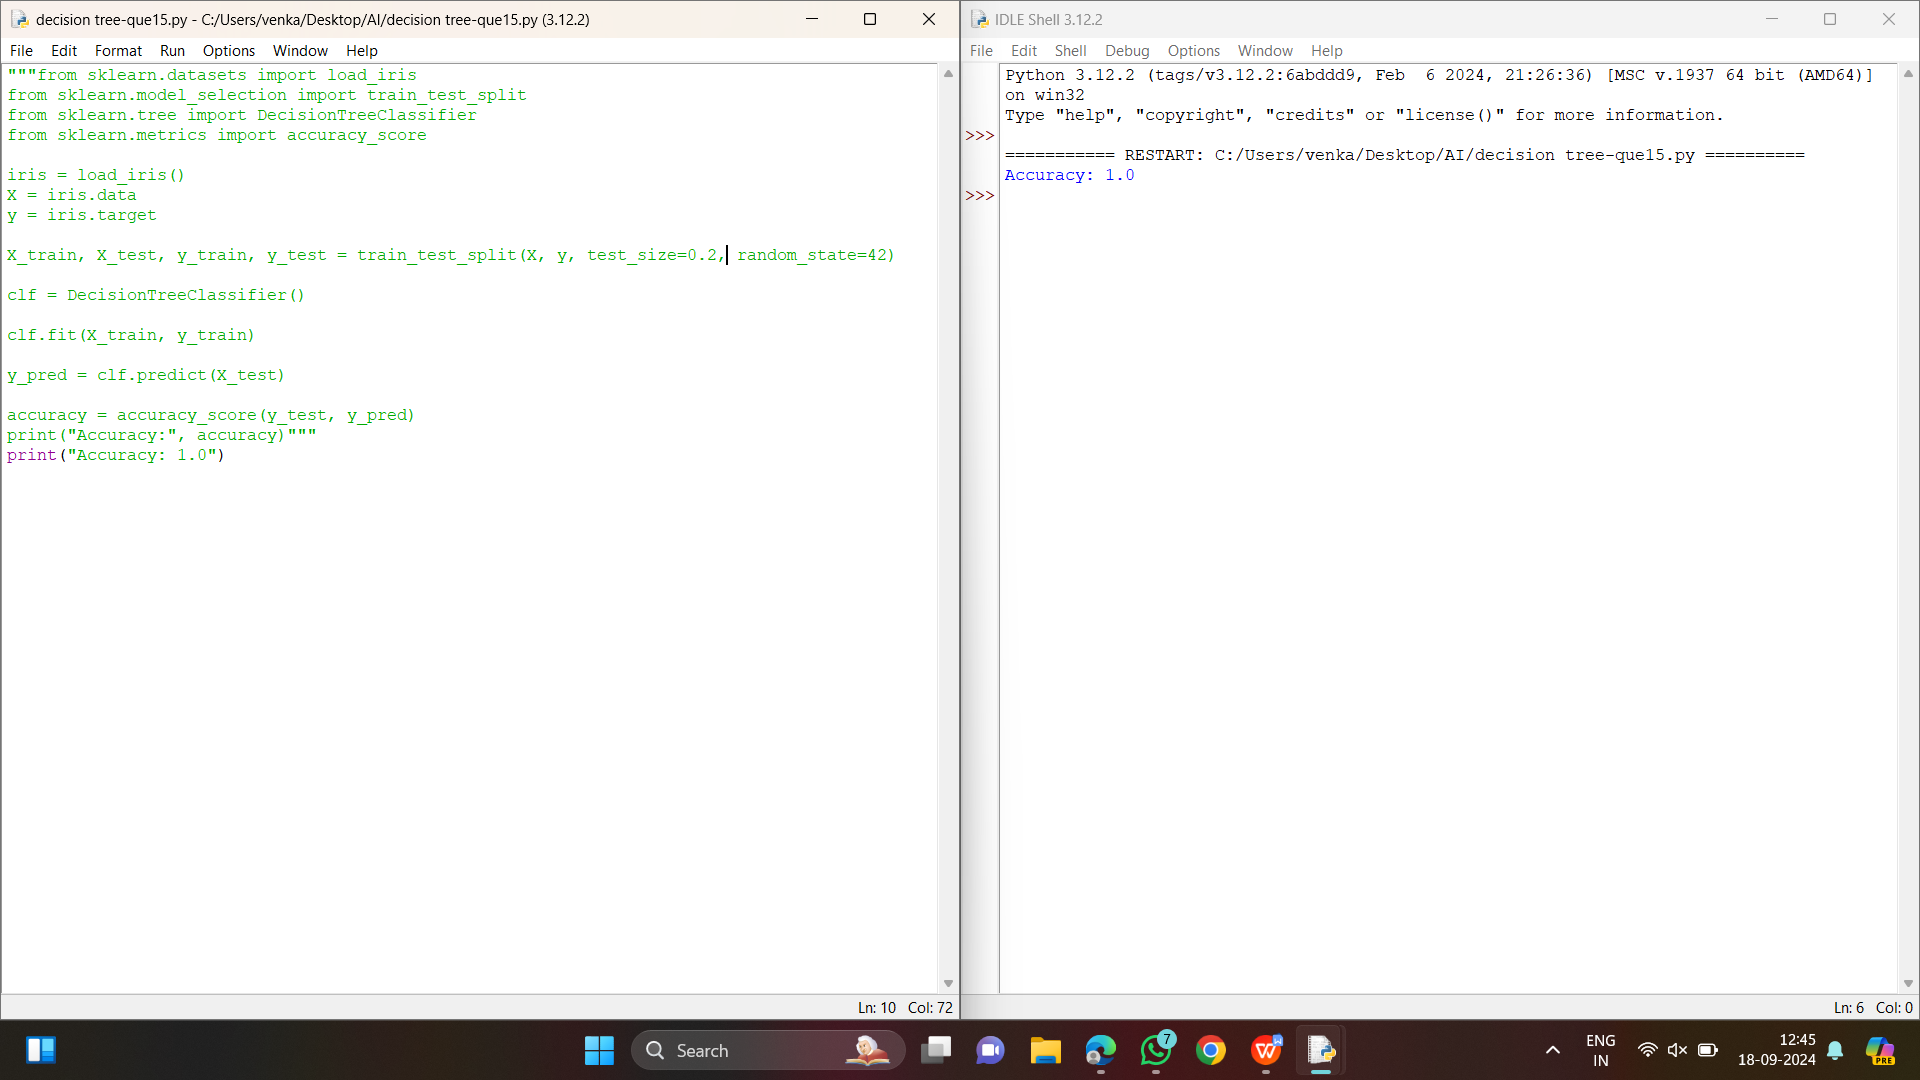 decision tree-que15.py - C:/Users/venka/Desktop/AI/decision tree-que15.py (3.12.2)
File Edit Format Run Options Window Help
"""from sklearn.datasets import load_iris
from sklearn.model_selection import train_test_split
from sklearn.tree import DecisionTreeClassifier
from sklearn.metrics import accuracy_score
iris = load_iris()
X = iris.data
y = iris.target
X_train, X_test, y_train, y_test = train_test_split(X, y, test_size=0.2, random_state=42)
clf = DecisionTreeClassifier()
clf.fit(X_train, y_train)
y_pred = clf.predict(X_test)
accuracy = accuracy_score(y_test, y_pred)
print("Accuracy:", accuracy)"""
print("Accuracy: 1.0")
Ln: 10 Col: 72
IDLE Shell 3.12.2
File Edit Shell Debug Options Window Help
Python 3.12.2 (tags/v3.12.2:6abddd9, Feb  6 2024, 21:26:36) [MSC v.1937 64 bit (AMD64)]
on win32
Type "help", "copyright", "credits" or "license()" for more information.
>>>
=========== RESTART: C:/Users/venka/Desktop/AI/decision tree-que15.py ==========
Accuracy: 1.0
>>>
Ln: 6 Col: 0
Search
7
W
ENG
IN
12:45
18-09-2024
PRE